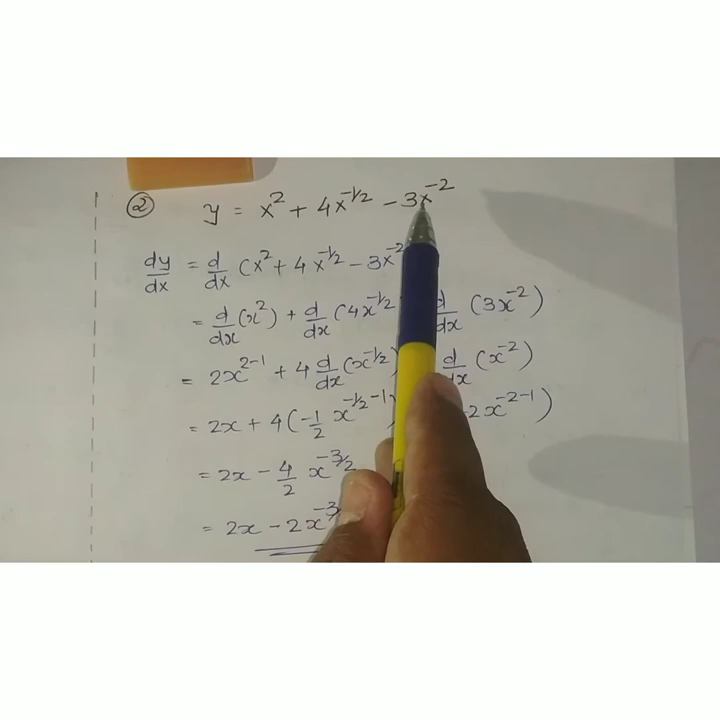 ② y = x² + 4x^(-1/2) - 3x^(-2)
dy/dx = d/dx (x² + 4x^(-1/2) - 3x^(-2)
= d/dx (x²) + d/dx (4x^(-1/2) d/dx (3x^(-2))
= 2x^(2-1) + 4 d/dx (x^(-1/2)) d/dx (x^(-2))
= 2x + 4(-1/2 x^(-1/2-1)) -2x^(-2-1))
= 2x - 4/2 x^(-3/2)
= 2x - 2x^(-3/